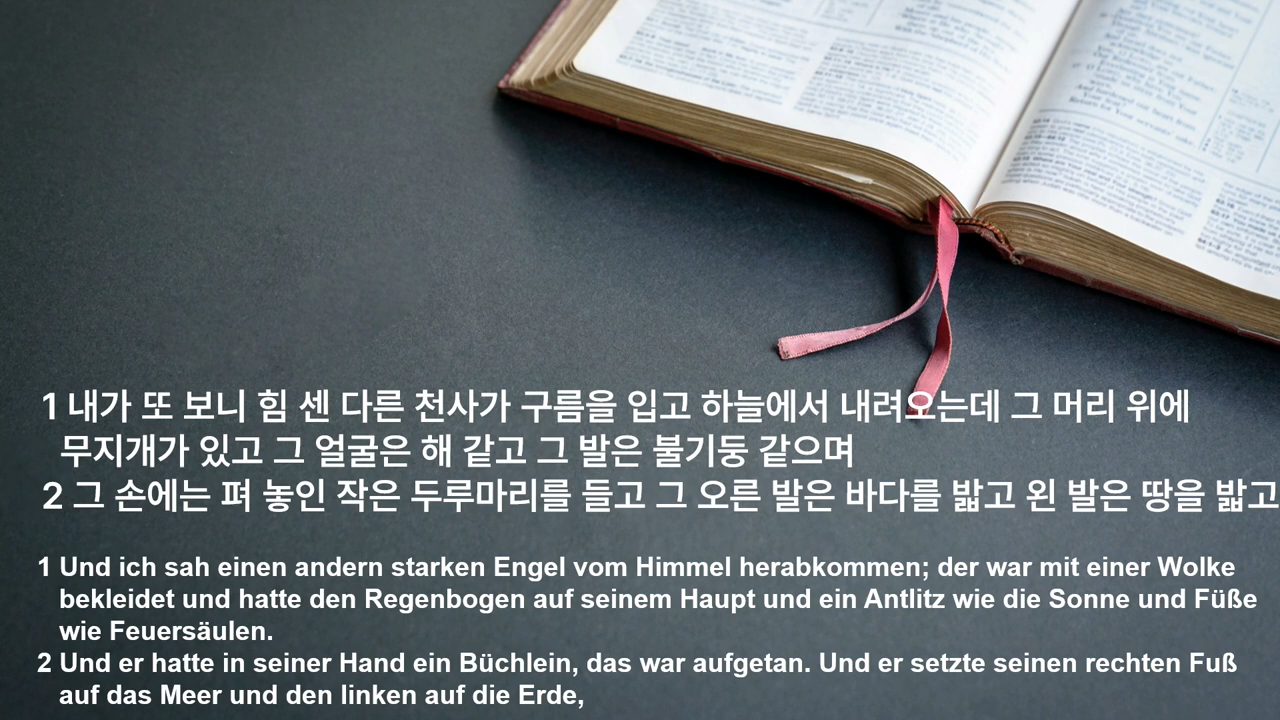 1 내가 또 보니 힘 센 다른 천사가 구름을 입고 하늘에서 내려오는데 그 머리 위에
무지개가 있고 그 얼굴은 해 같고 그 발은 불기둥 같으며
2 그 손에는 펴 놓인 작은 두루마리를 들고 그 오른 발은 바다를 밟고 왼 발은 땅을 밟고
1 Und ich sah einen andern starken Engel vom Himmel herabkommen; der war mit einer Wolke
bekleidet und hatte den Regenbogen auf seinem Haupt und ein Antlitz wie die Sonne und Füße
wie Feuersäulen.
2 Und er hatte in seiner Hand ein Büchlein, das war aufgetan. Und er setzte seinen rechten Fuß
auf das Meer und den linken auf die Erde,